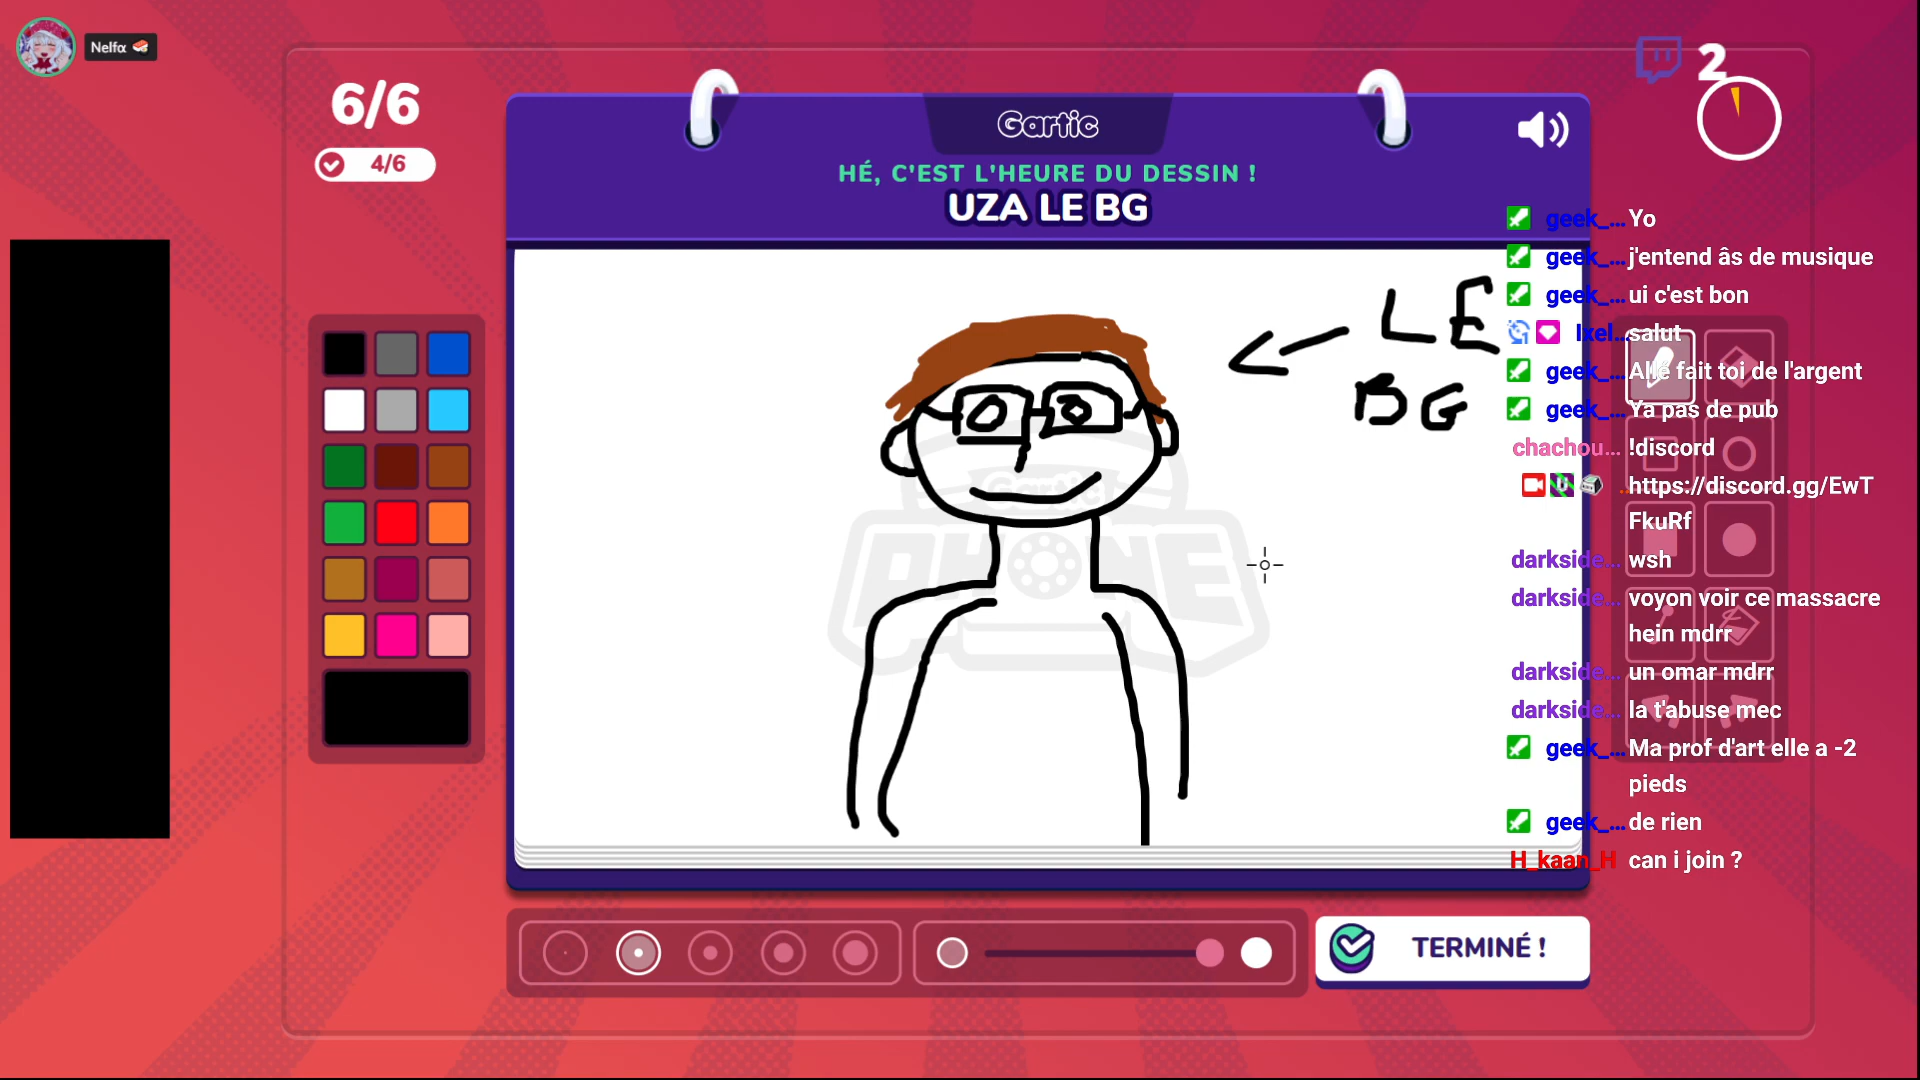 Nelfα
6/6
4/6
Gartic
HÉ, C'EST L'HEURE DU DESSIN !
UZA LE BG
2
LE
BG
Gartic
PHONE
geek_... Yo
geek_... j'entend âs de musique
geek_... ui c'est bon
Ixel... salut
geek_... Allé fait toi de l'argent
geek_... Ya pas de pub
chachou... !discord
... https://discord.gg/EwT
FkuRf
darkside... wsh
darkside... voyon voir ce massacre
hein mdrr
darkside... un omar mdrr
darkside... la t'abuse mec
geek_... Ma prof d'art elle a -2
pieds
geek_... de rien
H_kaan_H can i join ?
TERMINÉ !